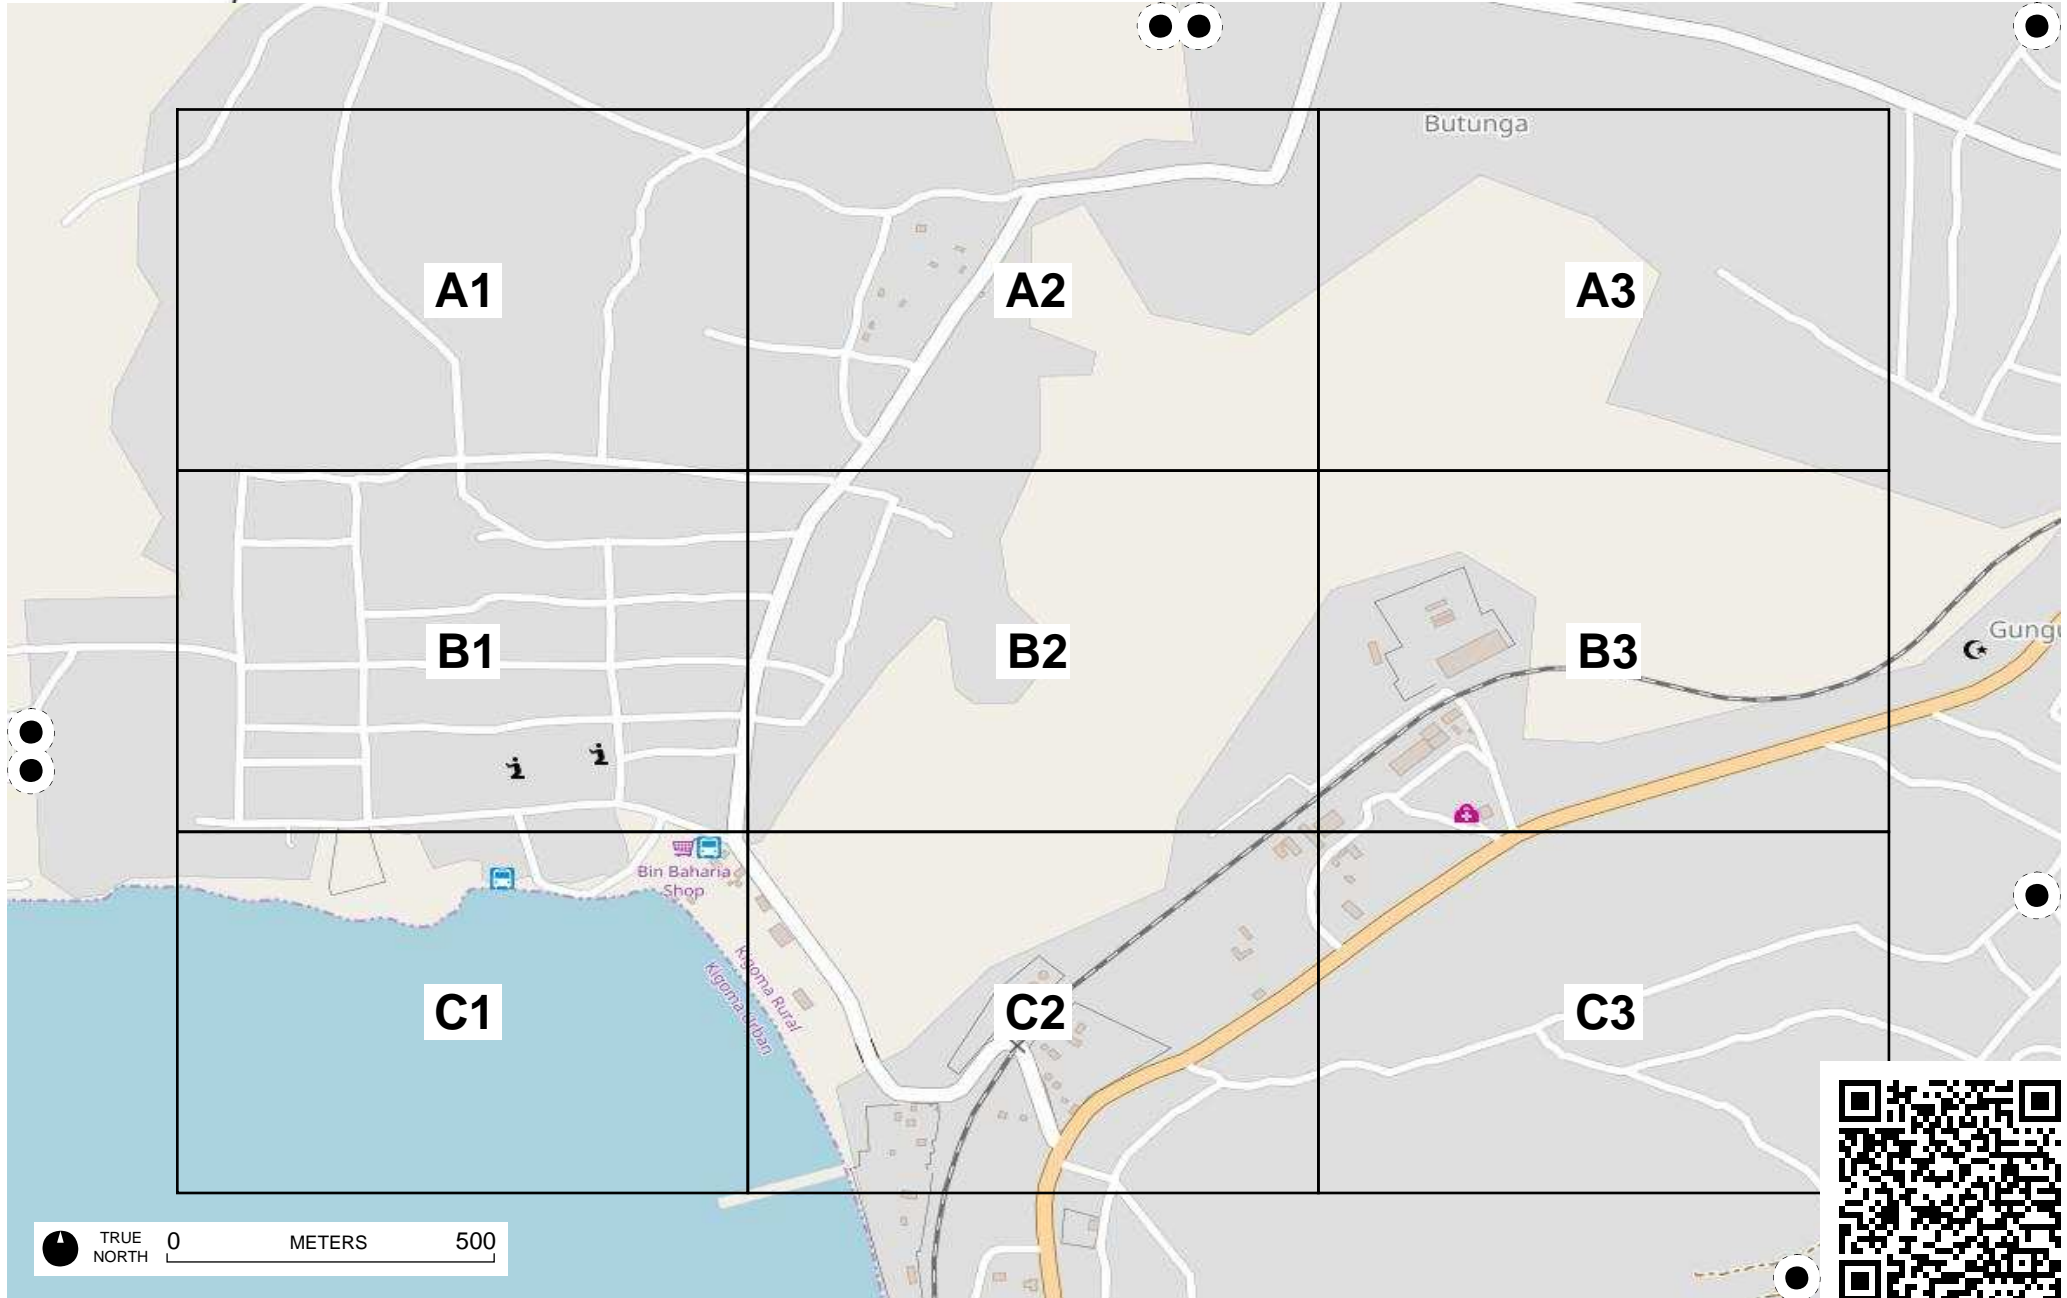 Butunga
A1
A2
A3
B1
B2
B3
Gungu
Bin Baharia
Shop
Kigoma Rural
Kigoma Urban
C1
C2
C3
TRUE
NORTH
0
METERS
500